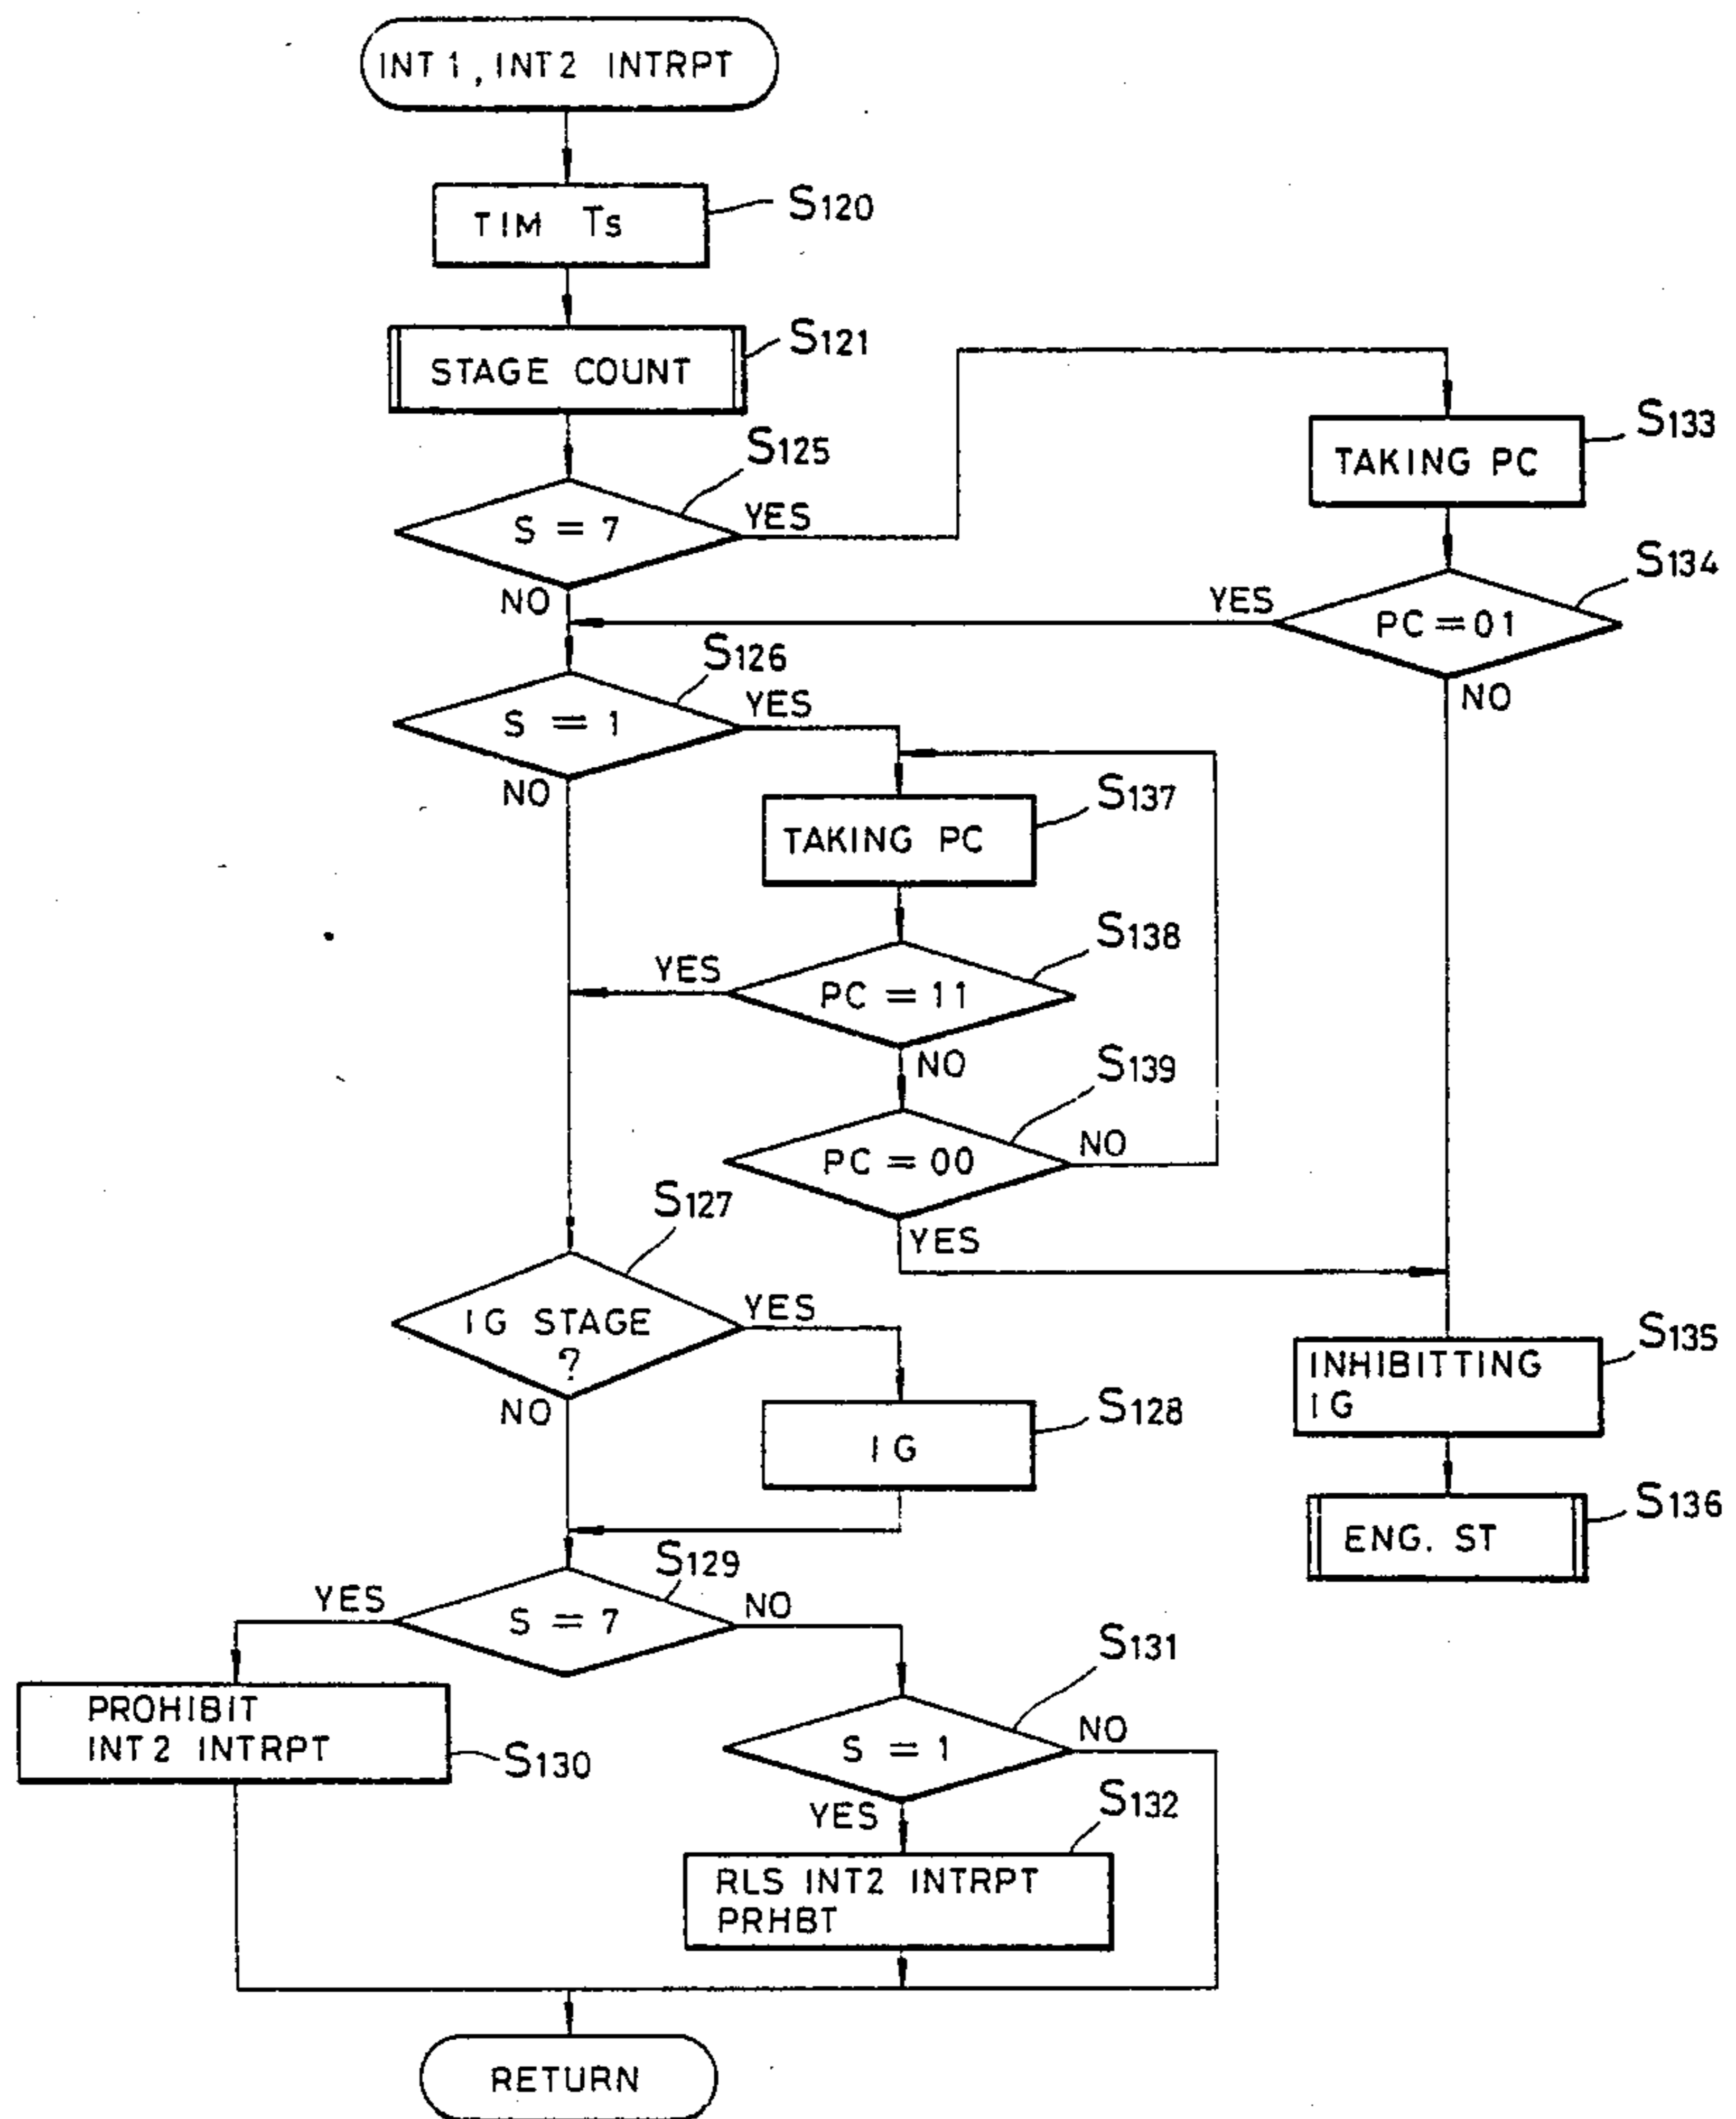 INT1, INT2 INTRPT
TIM Ts
S120
STAGE COUNT
S121
S125
S = 7
YES
NO
TAKING PC
S133
S134
PC = 01
YES
NO
S126
S = 1
YES
NO
TAKING PC
S137
S138
PC = 11
YES
NO
S139
PC = 00
NO
YES
S127
IG STAGE
?
YES
NO
IG
S128
INHIBITTING
IG
S135
ENG. ST
S136
S129
S = 7
YES
NO
PROHIBIT
INT2 INTRPT
S130
S131
S = 1
NO
YES
S132
RLS INT2 INTRPT
PRHBT
RETURN